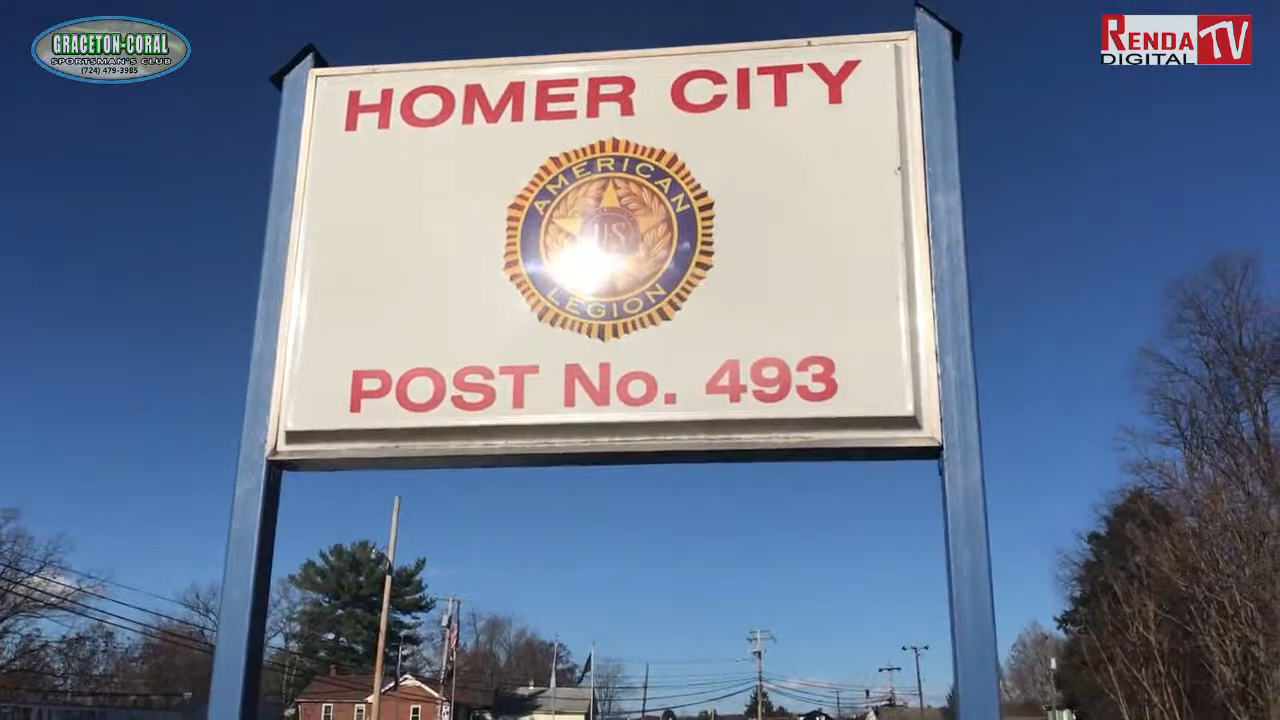 GRACETON-CORAL
SPORTSMAN'S CLUB
(724) 479-3985
RENDA TV
DIGITAL
HOMER CITY
AMERICAN
US
LEGION
POST No. 493